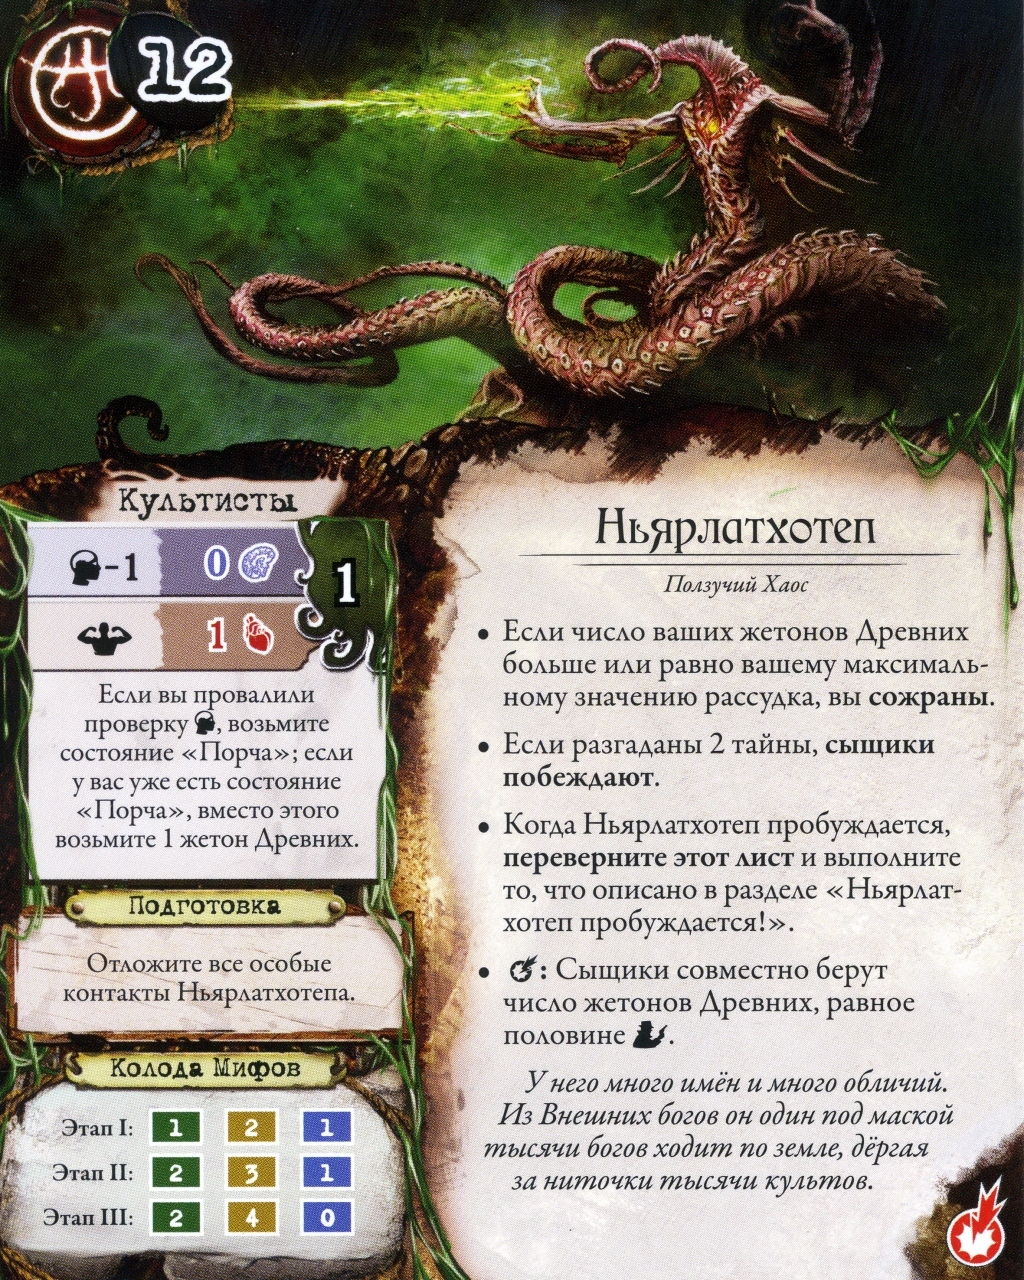 12
Культисты
-1 0 1
1
Если вы провалили
проверку , возьмите
состояние «Порча»; если
у вас уже есть состояние
«Порча», вместо этого
возьмите 1 жетон Древних.
Подготовка
Отложите все особые
контакты Ньярлатхотепа.
Колода Мифов
Этап I: 1 2 1
Этап II: 2 3 1
Этап III: 2 4 0
Ньярлатхотеп
Ползучий Хаос
• Если число ваших жетонов Древних
больше или равно вашему максималь-
ному значению рассудка, вы сожраны.
• Если разгаданы 2 тайны, сыщики
побеждают.
• Когда Ньярлатхотеп пробуждается,
переверните этот лист и выполните
то, что описано в разделе «Ньярлат-
хотеп пробуждается!».
• : Сыщики совместно берут
число жетонов Древних, равное
половине .
У него много имён и много обличий.
Из Внешних богов он один под маской
тысячи богов ходит по земле, дёргая
за ниточки тысячи культов.